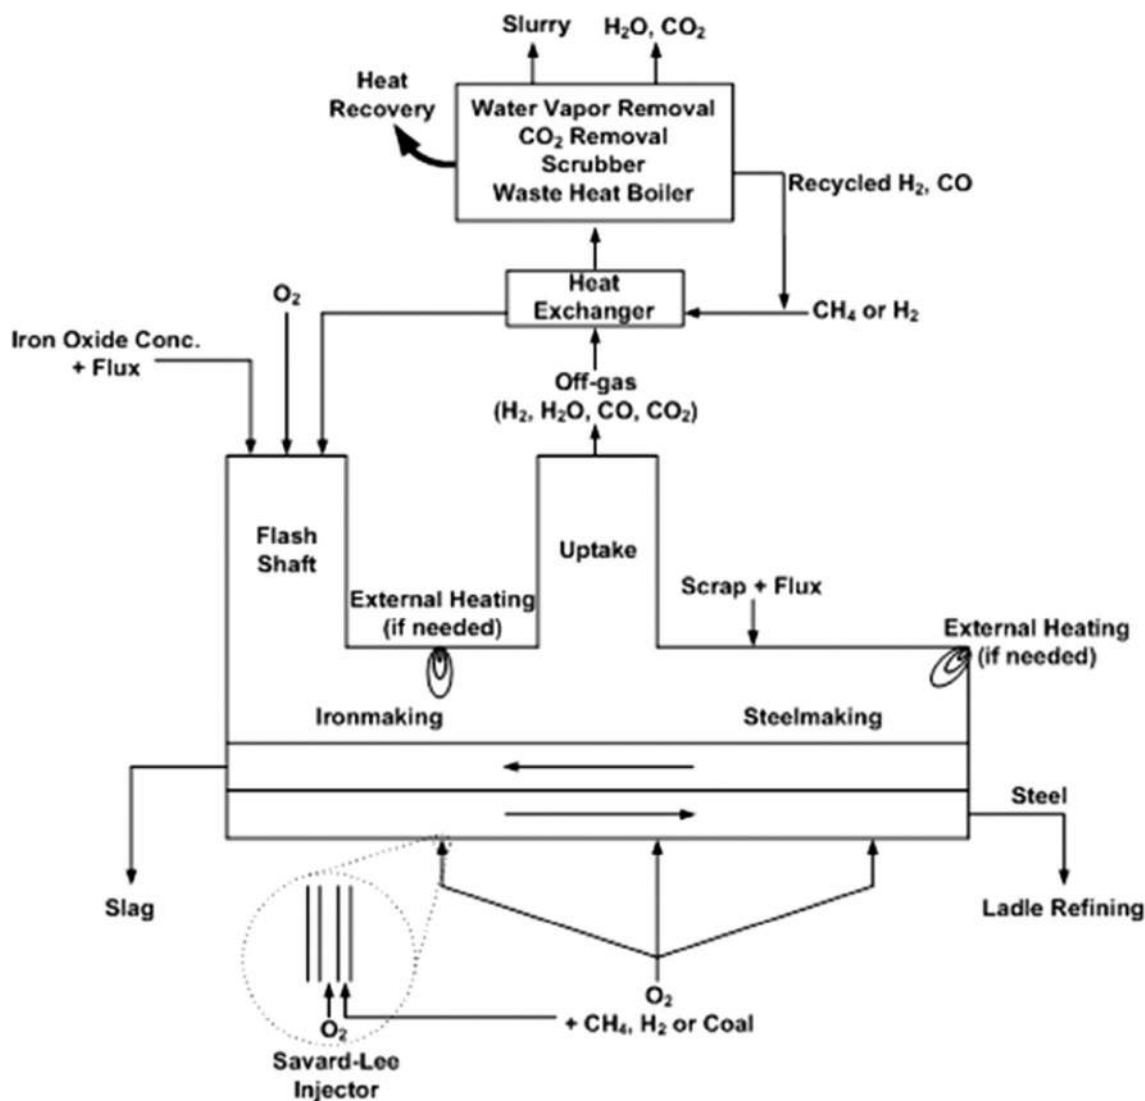 Slurry
H₂O, CO₂
Heat
Recovery
Water Vapor Removal
CO₂ Removal
Scrubber
Waste Heat Boiler
Recycled H₂, CO
Heat
Exchanger
CH₄ or H₂
O₂
Iron Oxide Conc.
+ Flux
Off-gas
(H₂, H₂O, CO, CO₂)
Flash
Shaft
Uptake
External Heating
(if needed)
Scrap + Flux
External Heating
(if needed)
Ironmaking
Steelmaking
Steel
Slag
Ladle Refining
O₂
+ CH₄, H₂ or Coal
O₂
Savard-Lee
Injector